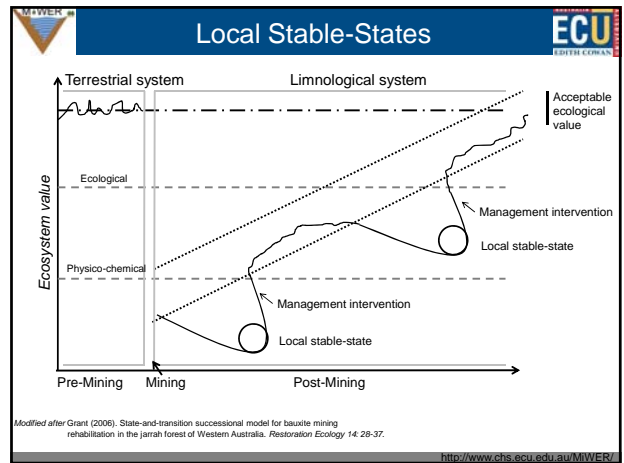 MiWER
Local Stable-States
ECU
EDITH COWAN
Terrestrial system
Limnological system
Acceptable
ecological
value
Ecosystem value
Ecological
Management intervention
Local stable-state
Physico-chemical
Management intervention
Local stable-state
Pre-Mining
Mining
Post-Mining
Modified after Grant (2006). State-and-transition successional model for bauxite mining
rehabilitation in the jarrah forest of Western Australia. Restoration Ecology 14: 28-37.
http://www.chs.ecu.edu.au/MiWER/